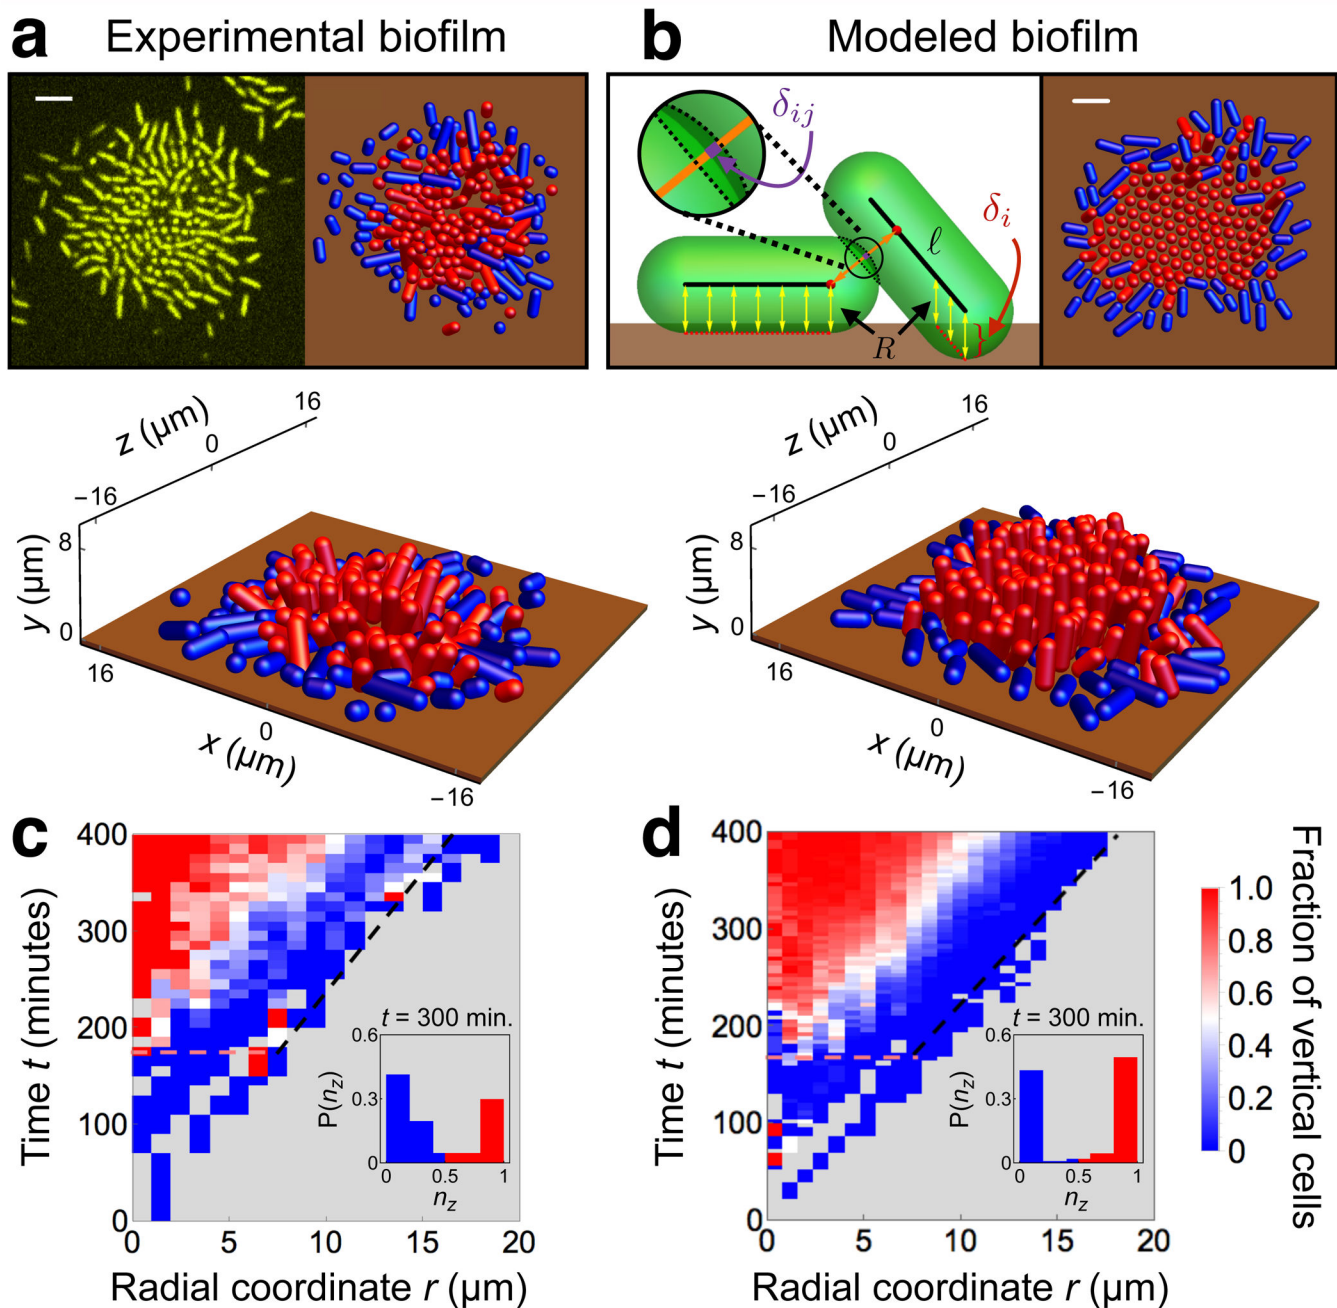 a Experimental biofilm
b Modeled biofilm
δij
δi
ℓ
R
z (μm)
16
0
−16
8
y (μm)
0
16
0
x (μm)
−16
z (μm)
16
0
−16
8
y (μm)
0
16
0
x (μm)
−16
c
400
300
200
100
0
Time t (minutes)
0 5 10 15 20
Radial coordinate r (μm)
t = 300 min.
0.6
0.3
0
P(nz)
0 0.5 1
nz
d
400
300
200
100
0
Time t (minutes)
0 5 10 15 20
Radial coordinate r (μm)
t = 300 min.
0.6
0.3
0
P(nz)
0 0.5 1
nz
1.0
0.8
0.6
0.4
0.2
0
Fraction of vertical cells